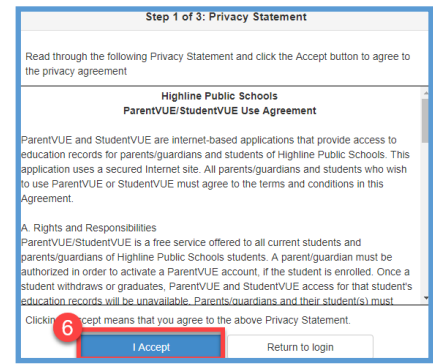 Step 1 of 3: Privacy Statement
Read through the following Privacy Statement and click the Accept button to agree to
the privacy agreement
Highline Public Schools
ParentVUE/StudentVUE Use Agreement
ParentVUE and StudentVUE are internet-based applications that provide access to
education records for parents/guardians and students of Highline Public Schools. This
application uses a secured Internet site. All parents/guardians and students who wish
to use ParentVUE or StudentVUE must agree to the terms and conditions in this
Agreement.
A. Rights and Responsibilities
ParentVUE/StudentVUE is a free service offered to all current students and
parents/guardians of Highline Public Schools students. A parent/guardian must be
authorized in order to activate a ParentVUE account, if the student is enrolled. Once a
student withdraws or graduates, ParentVUE and StudentVUE access for that student's
education records will be unavailable. Parents/guardians and their student(s) must
Clicking Accept means that you agree to the above Privacy Statement.
6
I Accept
Return to login